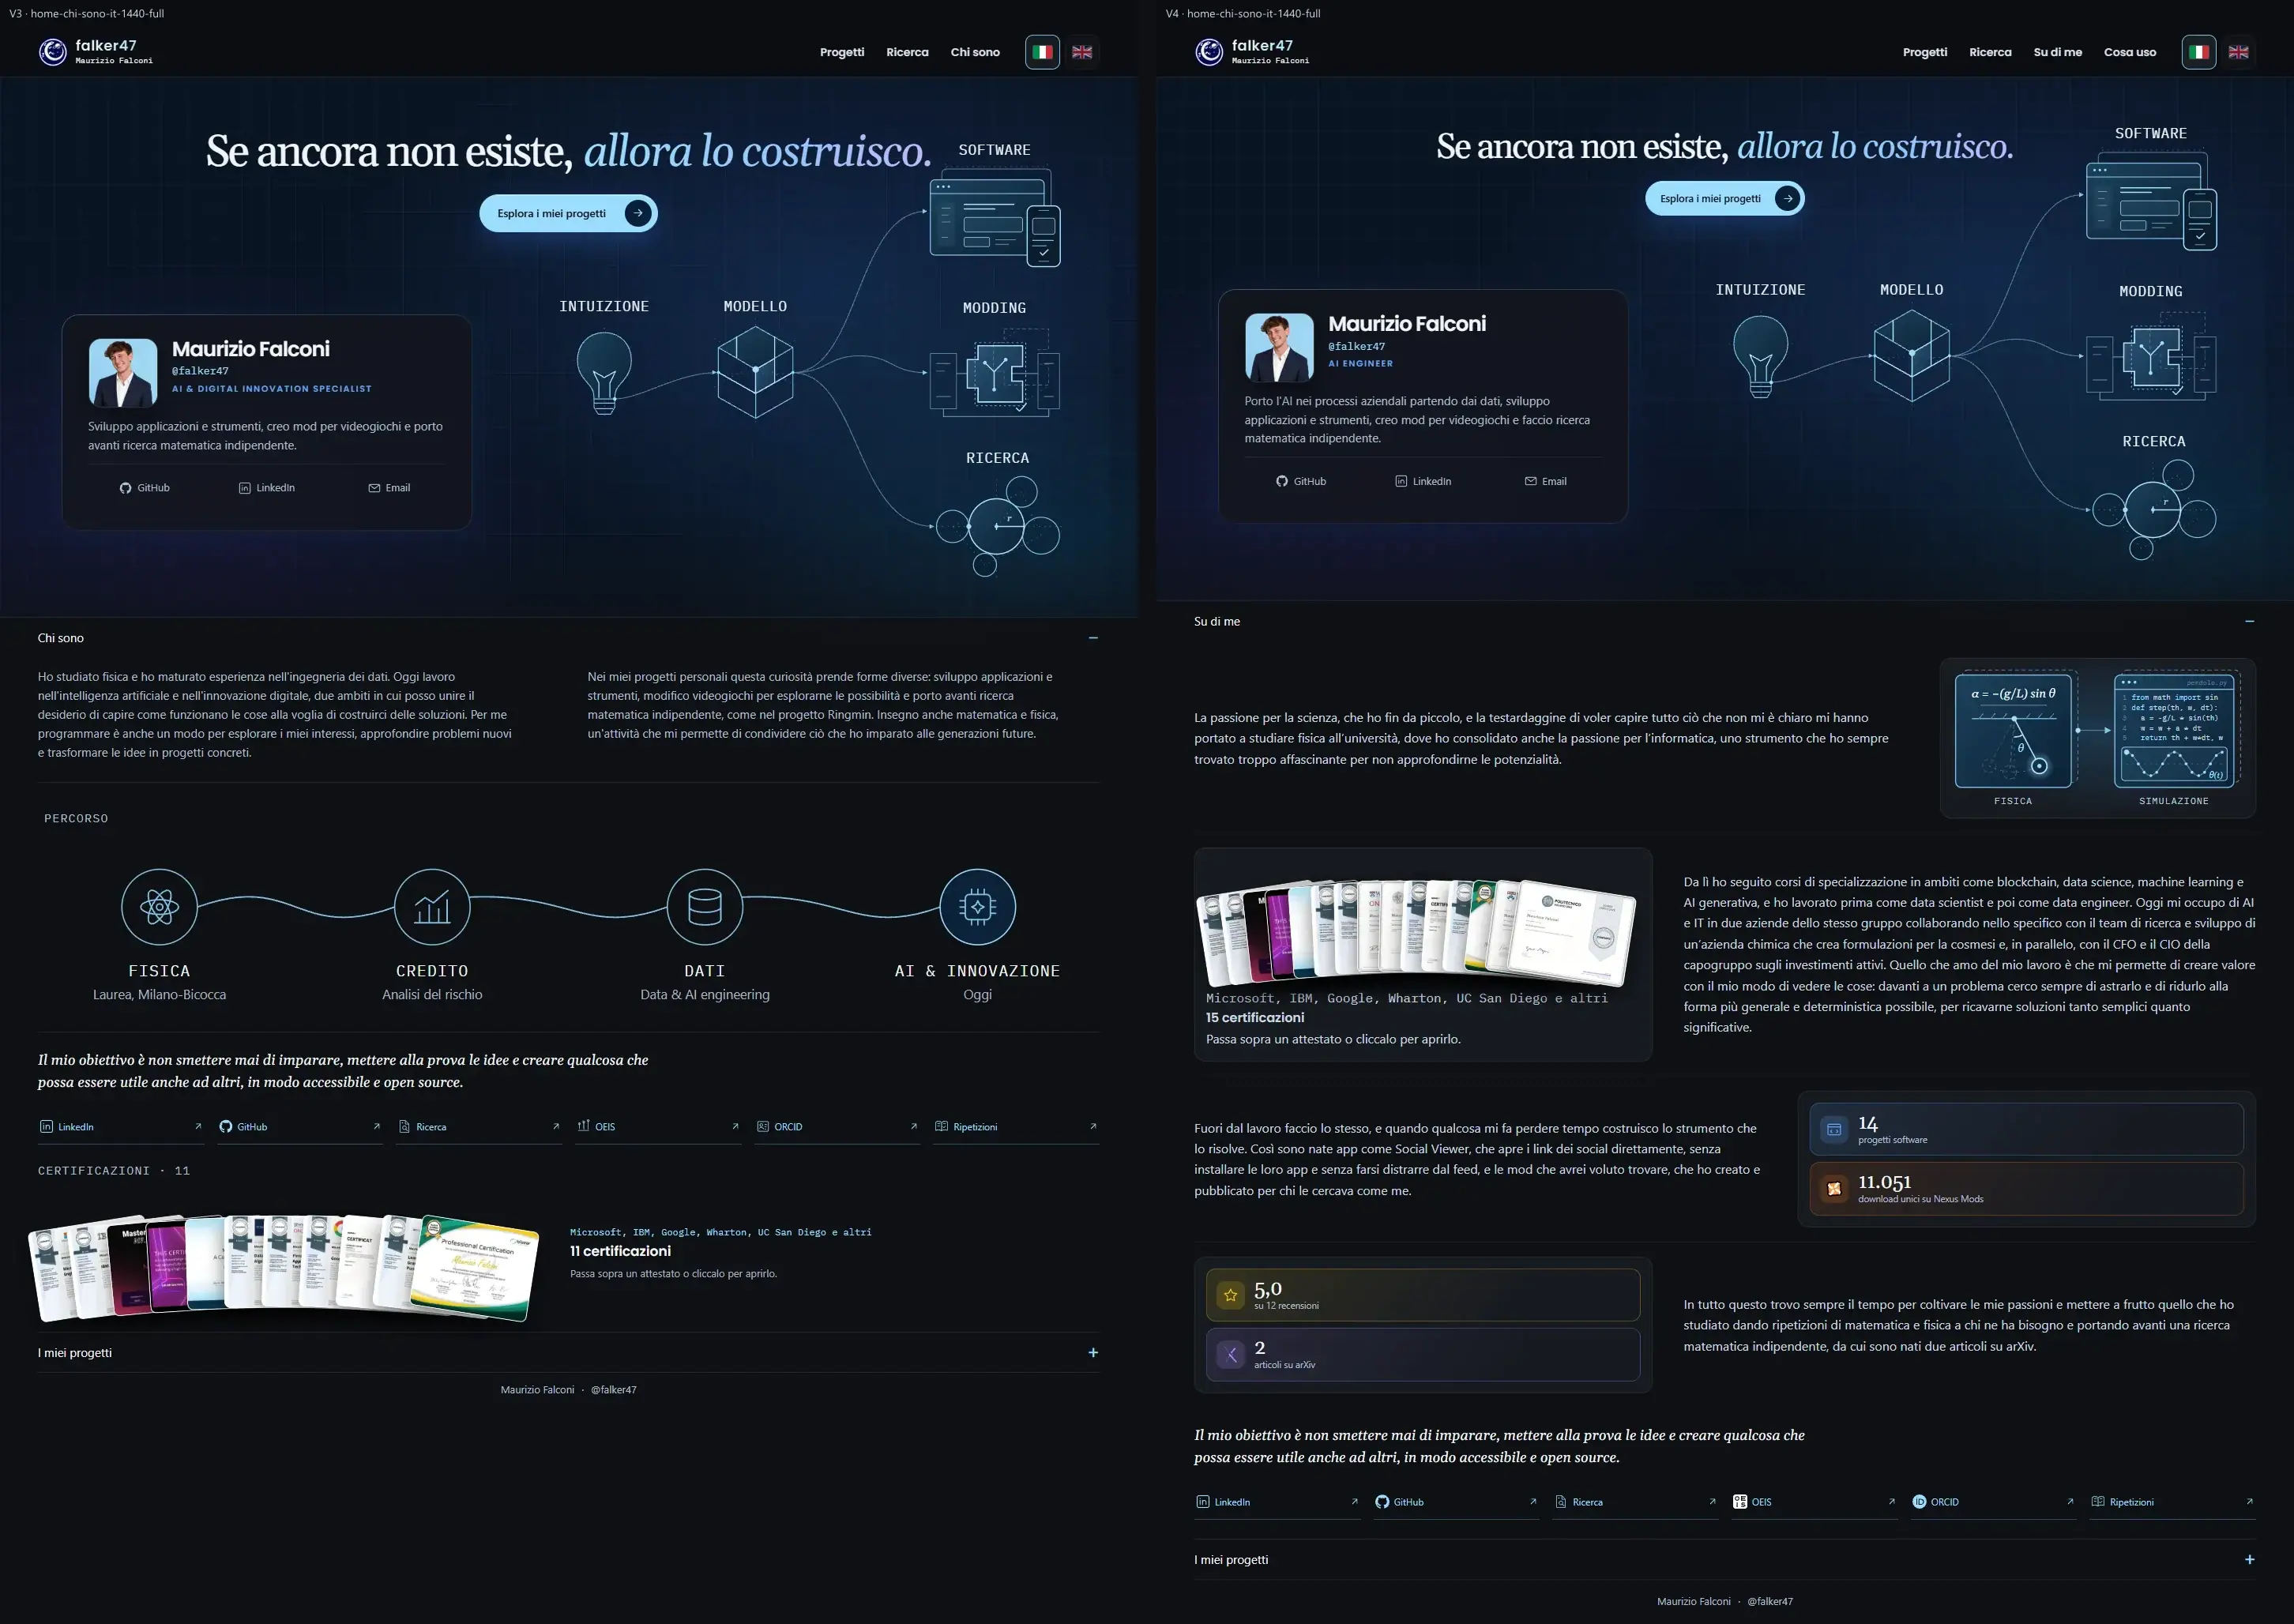 V3 · home-chi-sono-it-1440-full
falker47
Maurizio Falconi
Progetti
Ricerca
Chi sono
Se ancora non esiste, allora lo costruisco.
Esplora i miei progetti
SOFTWARE
INTUIZIONE
MODELLO
MODDING
RICERCA
r
Maurizio Falconi
@falker47
AI & DIGITAL INNOVATION SPECIALIST
Sviluppo applicazioni e strumenti, creo mod per videogiochi e porto
avanti ricerca matematica indipendente.
GitHub
LinkedIn
Email
Chi sono
Ho studiato fisica e ho maturato esperienza nell'ingegneria dei dati. Oggi lavoro
nell'intelligenza artificiale e nell'innovazione digitale, due ambiti in cui posso unire il
desiderio di capire come funzionano le cose alla voglia di costruirci delle soluzioni. Per me
programmare è anche un modo per esplorare i miei interessi, approfondire problemi nuovi
e trasformare le idee in progetti concreti.
Nei miei progetti personali questa curiosità prende forme diverse: sviluppo applicazioni e
strumenti, modifico videogiochi per esplorarne le possibilità e porto avanti ricerca
matematica indipendente, come nel progetto Ringmin. Insegno anche matematica e fisica,
un'attività che mi permette di condividere ciò che ho imparato alle generazioni future.
PERCORSO
FISICA
Laurea, Milano-Bicocca
CREDITO
Analisi del rischio
DATI
Data & AI engineering
AI & INNOVAZIONE
Oggi
Il mio obiettivo è non smettere mai di imparare, mettere alla prova le idee e creare qualcosa che
possa essere utile anche ad altri, in modo accessibile e open source.
LinkedIn
GitHub
Ricerca
OEIS
ORCID
Ripetizioni
CERTIFICAZIONI · 11
Professional Certification
Microsoft, IBM, Google, Wharton, UC San Diego e altri
11 certificazioni
Passa sopra un attestato o cliccalo per aprirlo.
I miei progetti
Maurizio Falconi · @falker47
V4 · home-chi-sono-it-1440-full
falker47
Maurizio Falconi
Progetti
Ricerca
Su di me
Cosa uso
Se ancora non esiste, allora lo costruisco.
Esplora i miei progetti
SOFTWARE
INTUIZIONE
MODELLO
MODDING
RICERCA
r
Maurizio Falconi
@falker47
AI ENGINEER
Porto l'AI nei processi aziendali partendo dai dati, sviluppo
applicazioni e strumenti, creo mod per videogiochi e faccio ricerca
matematica indipendente.
GitHub
LinkedIn
Email
Su di me
La passione per la scienza, che ho fin da piccolo, e la testardaggine di voler capire tutto ciò che non mi è chiaro mi hanno
portato a studiare fisica all'università, dove ho consolidato anche la passione per l'informatica, uno strumento che ho sempre
trovato troppo affascinante per non approfondirne le potenzialità.
a = −(g/L) sin θ
θ
FISICA
pendulo.py
1 from math import sin
2 def step(th, w, dt):
3 a = -g/L * sin(th)
4 w = w + a * dt
5 return th + w*dt, w
θ(t)
SIMULAZIONE
POLITECNICO
Microsoft, IBM, Google, Wharton, UC San Diego e altri
15 certificazioni
Passa sopra un attestato o cliccalo per aprirlo.
Da lì ho seguito corsi di specializzazione in ambiti come blockchain, data science, machine learning e
AI generativa, e ho lavorato prima come data scientist e poi come data engineer. Oggi mi occupo di AI
e IT in due aziende dello stesso gruppo collaborando nello specifico con il team di ricerca e sviluppo di
un'azienda chimica che crea formulazioni per la cosmesi e, in parallelo, con il CFO e il CIO della
capogruppo sugli investimenti attivi. Quello che amo del mio lavoro è che mi permette di creare valore
con il mio modo di vedere le cose: davanti a un problema cerco sempre di astrarlo e di ridurlo alla
forma più generale e deterministica possibile, per ricavarne soluzioni tanto semplici quanto
significative.
Fuori dal lavoro faccio lo stesso, e quando qualcosa mi fa perdere tempo costruisco lo strumento che
lo risolve. Così sono nate app come Social Viewer, che apre i link dei social direttamente, senza
installare le loro app e senza farsi distrarre dal feed, e le mod che avrei voluto trovare, che ho creato e
pubblicato per chi le cercava come me.
14
progetti software
11.051
download unici su Nexus Mods
5,0
su 12 recensioni
2
articoli su arXiv
In tutto questo trovo sempre il tempo per coltivare le mie passioni e mettere a frutto quello che ho
studiato dando ripetizioni di matematica e fisica a chi ne ha bisogno e portando avanti una ricerca
matematica indipendente, da cui sono nati due articoli su arXiv.
Il mio obiettivo è non smettere mai di imparare, mettere alla prova le idee e creare qualcosa che
possa essere utile anche ad altri, in modo accessibile e open source.
LinkedIn
GitHub
Ricerca
OEIS
ORCID
Ripetizioni
I miei progetti
Maurizio Falconi · @falker47